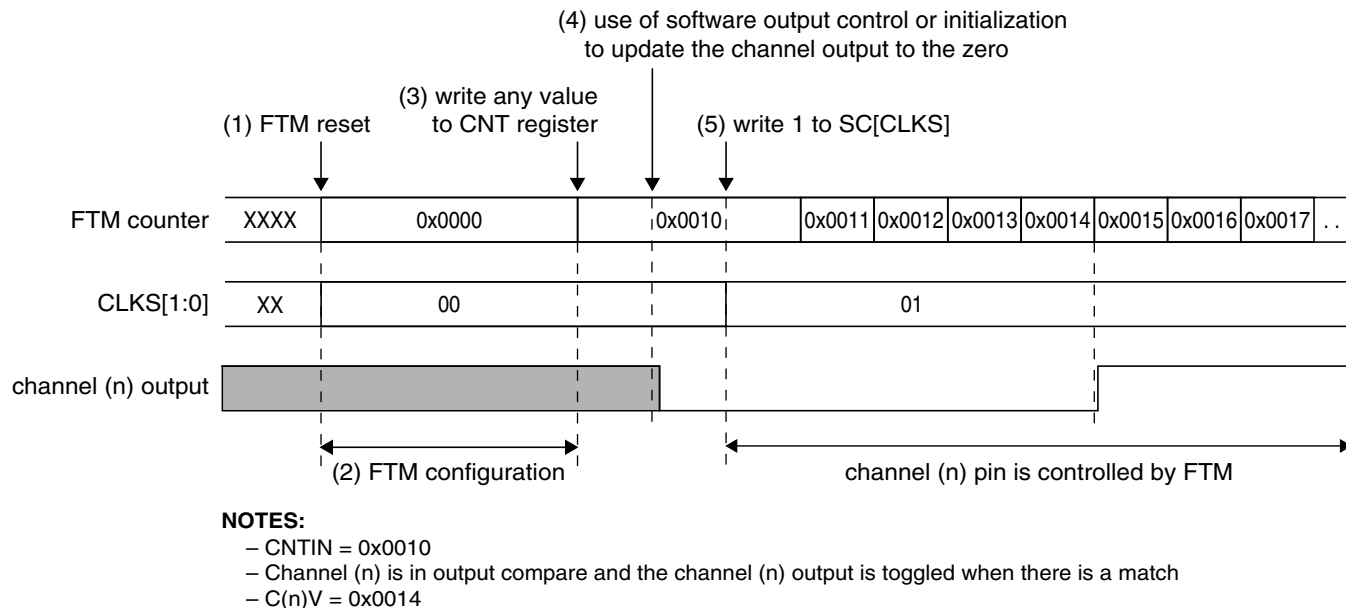 (4) use of software output control or initialization
to update the channel output to the zero
(3) write any value
to CNT register
(1) FTM reset
(5) write 1 to SC[CLKS]
FTM counter XXXX 0x0000 0x0010 0x0011 0x0012 0x0013 0x0014 0x0015 0x0016 0x0017 . .
CLKS[1:0] XX 00 01
channel (n) output
(2) FTM configuration
channel (n) pin is controlled by FTM
NOTES:
– CNTIN = 0x0010
– Channel (n) is in output compare and the channel (n) output is toggled when there is a match
– C(n)V = 0x0014